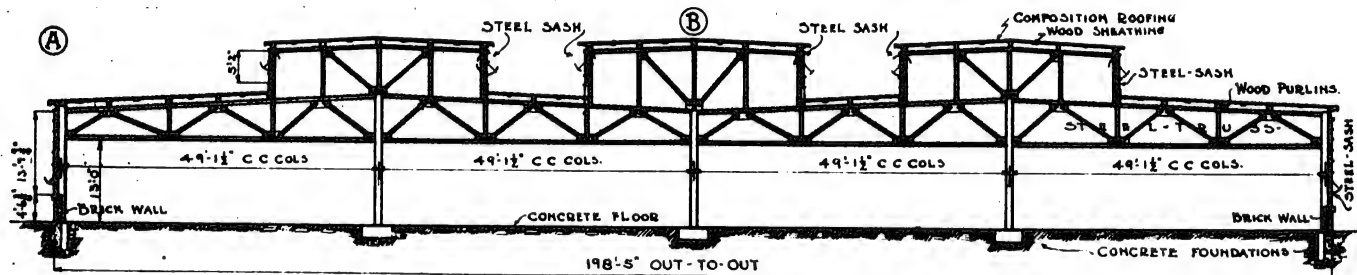 A
B
STEEL SASH
STEEL SASH
COMPOSITION ROOFING
WOOD SHEATHING
5'2"
STEEL-SASH
WOOD PURLINS.
STEEL-TRUSS-
49'-1½" C C COLS
49'-1½" C C COLS.
49'-1½" C C COLS
49'-1½" C C COLS.
13'-0"
STEEL-SASH
BRICK WALL
CONCRETE FLOOR
BRICK WALL
CONCRETE FOUNDATIONS
198'-5" OUT-TO-OUT